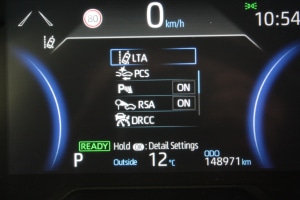 80
0 km/h
10:54
LTA
PCS
P ON
RSA ON
DRCC
READY Hold OK : Detail Settings
P Outside 12 °C ODO 148971 km